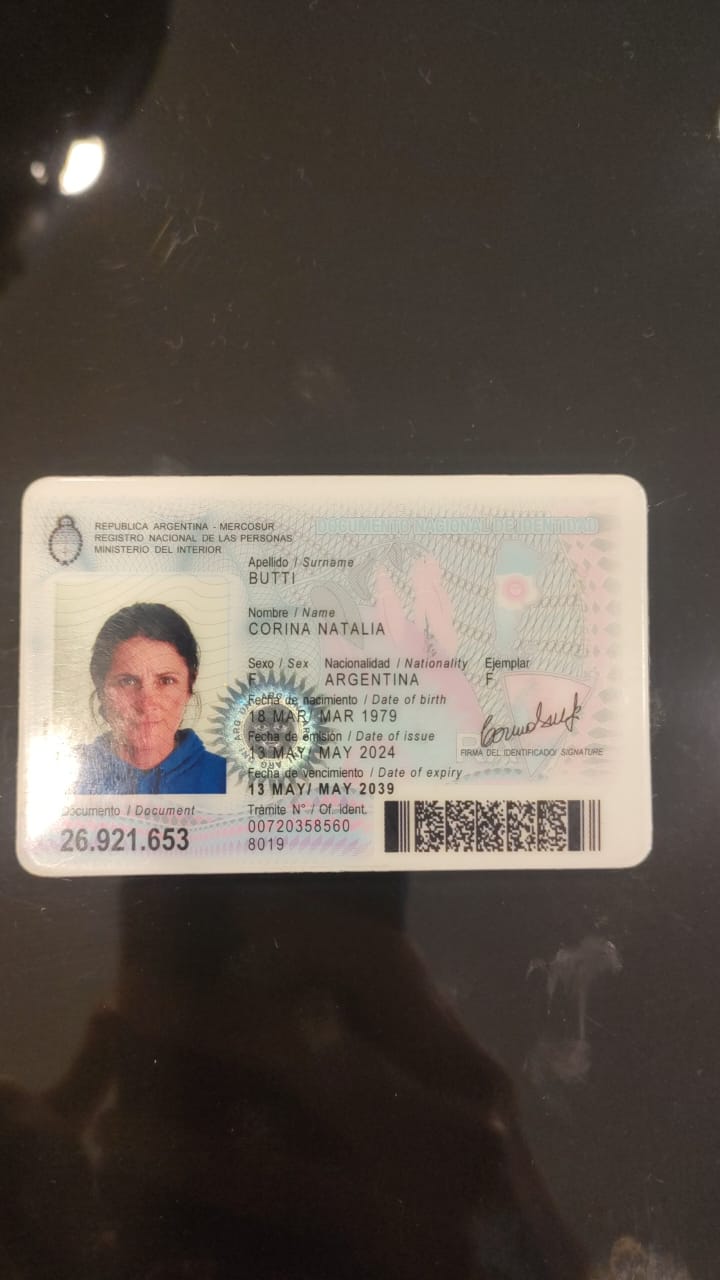 REPUBLICA ARGENTINA - MERCOSUR
REGISTRO NACIONAL DE LAS PERSONAS
MINISTERIO DEL INTERIOR
DOCUMENTO NACIONAL DE IDENTIDAD
Apellido / Surname
BUTTI
Nombre / Name
CORINA NATALIA
Sexo / Sex Nacionalidad / Nationality Ejemplar
F ARGENTINA F
Fecha de nacimiento / Date of birth
18 MAR/ MAR 1979
Fecha de emisión / Date of issue
13 MAY/ MAY 2024
FIRMA DEL IDENTIFICADO/ SIGNATURE
Fecha de vencimiento / Date of expiry
13 MAY/ MAY 2039
Documento / Document
26.921.653
Trámite N° / Of. Ident.
00720358560
8019